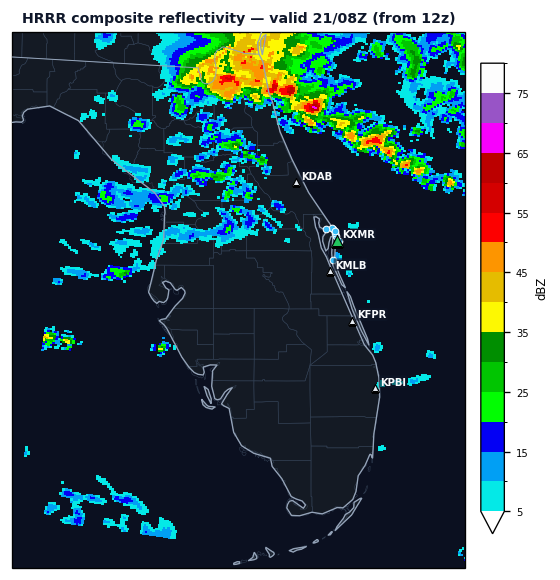 HRRR composite reflectivity — valid 21/08Z (from 12z)
KDAB
KXMR
KMLB
KFPR
KPBI
75
65
55
45
35
25
15
5
dBZ